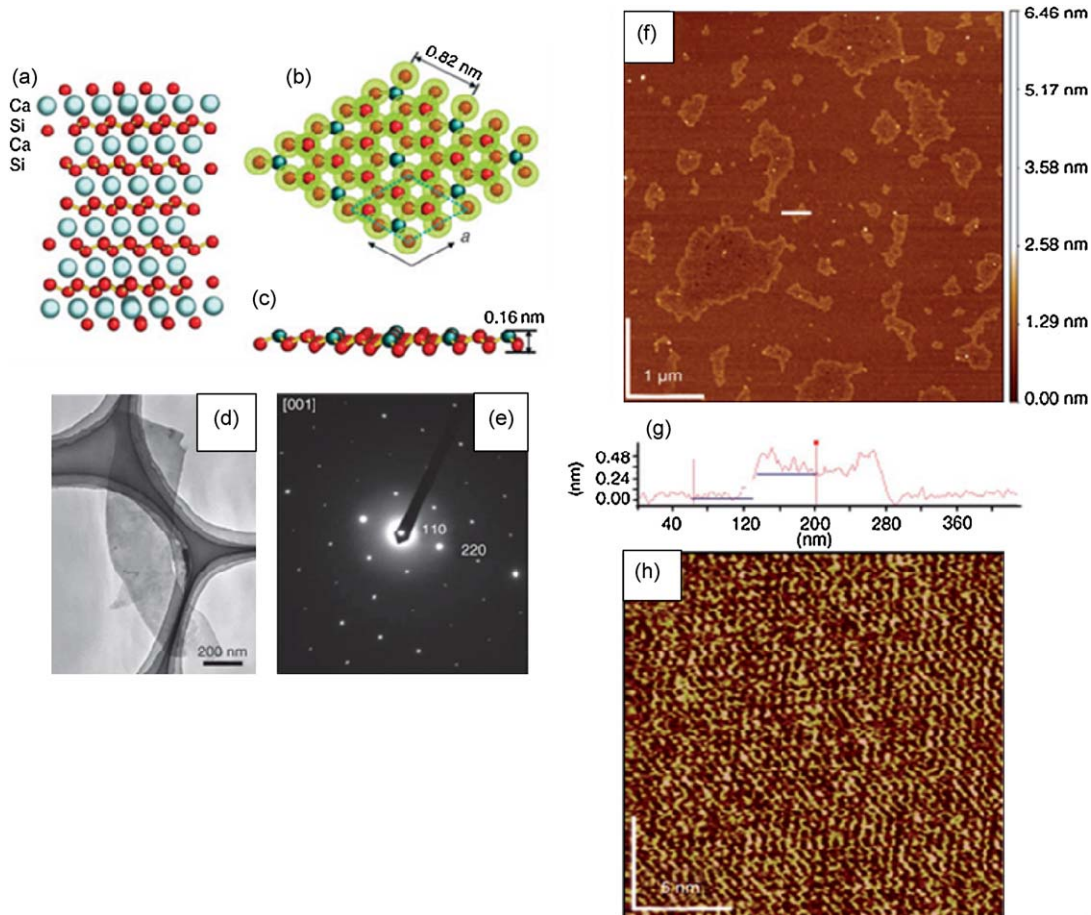 (a)
Ca
Si
Ca
Si
(b)
0.82 nm
a
(c)
0.16 nm
(d)
200 nm
[001]
(e)
110
220
(f)
1 μm
6.46 nm
5.17 nm
3.58 nm
2.58 nm
1.29 nm
0.00 nm
(g)
0.48
0.24
0.00
(nm)
40 120 200 280 360
(nm)
(h)
5 nm